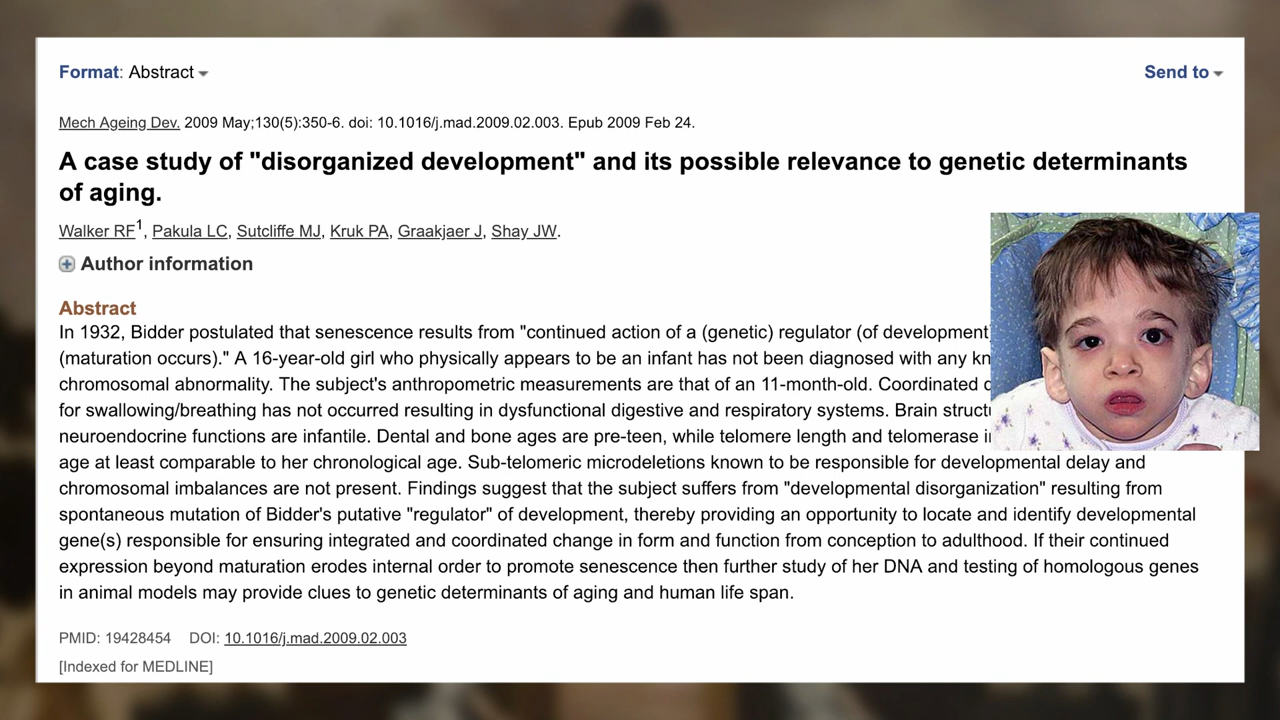 Format: Abstract
Send to
Mech Ageing Dev. 2009 May;130(5):350-6. doi: 10.1016/j.mad.2009.02.003. Epub 2009 Feb 24.
A case study of "disorganized development" and its possible relevance to genetic determinants
of aging.
Walker RF1, Pakula LC, Sutcliffe MJ, Kruk PA, Graakjaer J, Shay JW.
Author information
Abstract
In 1932, Bidder postulated that senescence results from "continued action of a (genetic) regulator (of development)
(maturation occurs)." A 16-year-old girl who physically appears to be an infant has not been diagnosed with any
chromosomal abnormality. The subject's anthropometric measurements are that of an 11-month-old. Coordinated
for swallowing/breathing has not occurred resulting in dysfunctional digestive and respiratory systems. Brain
neuroendocrine functions are infantile. Dental and bone ages are pre-teen, while telomere length and telomerase
age at least comparable to her chronological age. Sub-telomeric microdeletions known to be responsible for developmental delay and
chromosomal imbalances are not present. Findings suggest that the subject suffers from "developmental disorganization" resulting from
spontaneous mutation of Bidder's putative "regulator" of development, thereby providing an opportunity to locate and identify developmental
gene(s) responsible for ensuring integrated and coordinated change in form and function from conception to adulthood. If their continued
expression beyond maturation erodes internal order to promote senescence then further study of her DNA and testing of homologous genes
in animal models may provide clues to genetic determinants of aging and human life span.
PMID: 19428454 DOI: 10.1016/j.mad.2009.02.003
[Indexed for MEDLINE]